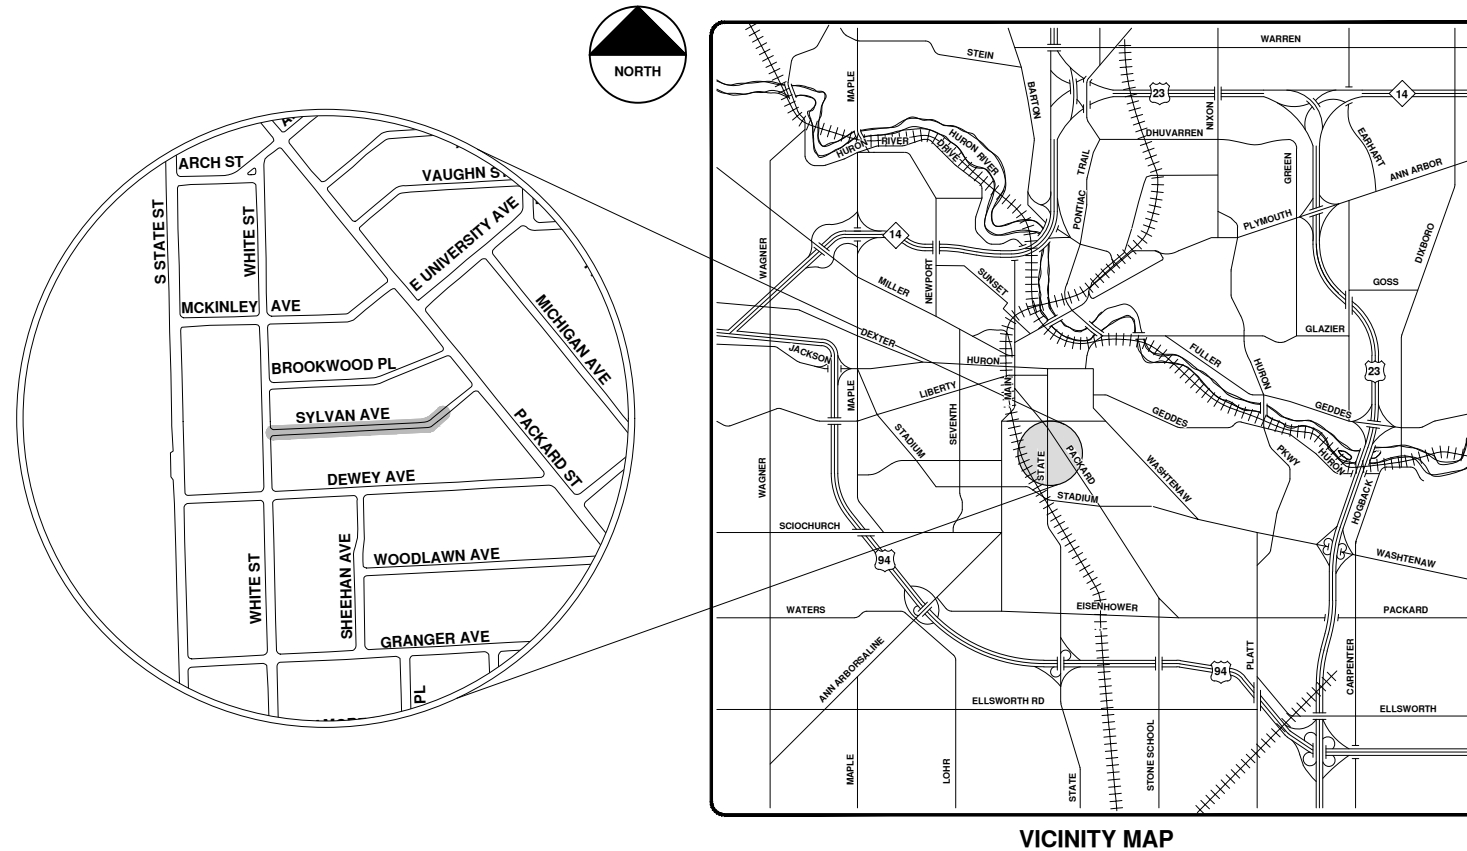 NORTH
ARCH ST
VAUGHN S
S STATE ST
WHITE ST
E UNIVERSITY AVE
MCKINLEY AVE
MICHIGAN AVE
BROOKWOOD PL
SYLVAN AVE
PACKARD ST
DEWEY AVE
WHITE ST
SHEEHAN AVE
WOODLAWN AVE
GRANGER AVE
PL
WARREN
STEIN
MAPLE
BARTON
23
14
NIXON
DHUVARREN
EARHART
HURON RIVER DRIVE
HURON RIVER
PONTIAC TRAIL
GREEN
ANN ARBOR
PLYMOUTH
DIXBORO
WAGNER
14
NEWPORT
MILLER
SUNSET
GOSS
DEXTER
GLAZIER
JACKSON
HURON
FULLER
HURON
23
MAPLE
LIBERTY
MAIN
SEVENTH
GEDDES
GEDDES
STADIUM
STATE
PACKARD
WASHTENAW
PKWY
HURON
WAGNER
STADIUM
HOGBACK
SCIOCHURCH
94
WASHTENAW
WATERS
EISENHOWER
PACKARD
ANN ARBORSALINE
PLATT
CARPENTER
94
ELLSWORTH RD
ELLSWORTH
MAPLE
LOHR
STATE
STONE SCHOOL
VICINITY MAP